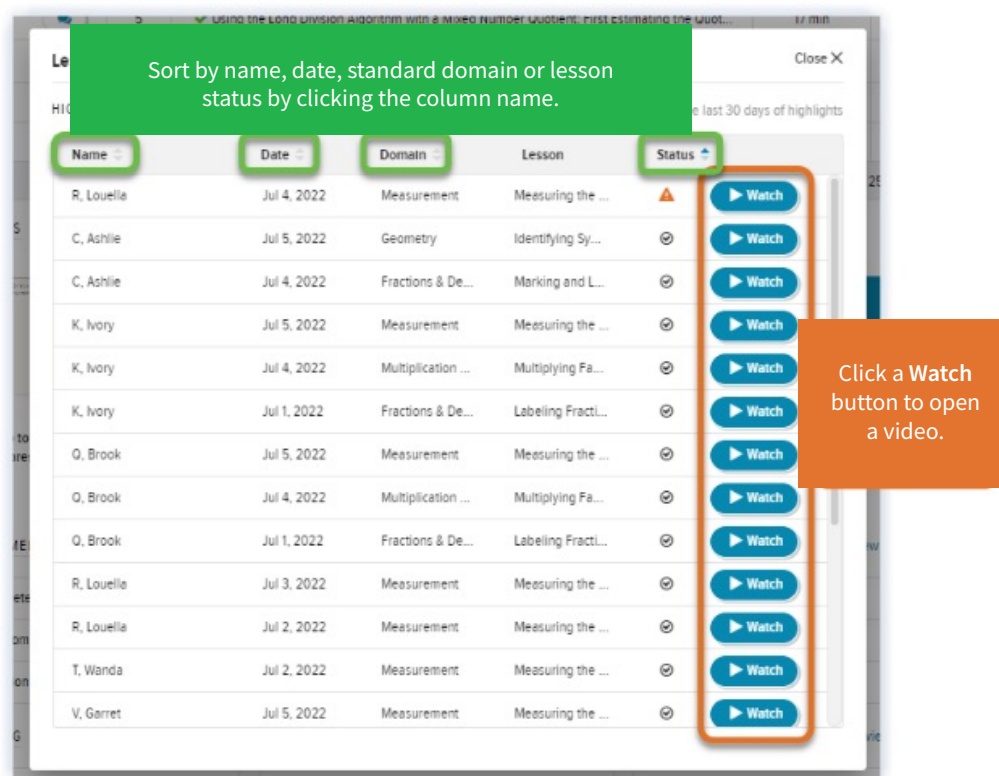 5 Using the Long Division Algorithm with a Mixed Number Quotient: First Estimating the Quot... 17 min
Le
Close
Sort by name, date, standard domain or lesson
status by clicking the column name.
HIG
last 30 days of highlights
Name Date Domain Lesson Status
R, Louella Jul 4, 2022 Measurement Measuring the ... Watch
C, Ashlie Jul 5, 2022 Geometry Identifying Sy... Watch
C, Ashlie Jul 4, 2022 Fractions & De... Marking and L... Watch
K, Ivory Jul 5, 2022 Measurement Measuring the ... Watch
K, Ivory Jul 4, 2022 Multiplication ... Multiplying Fa... Watch
K, Ivory Jul 1, 2022 Fractions & De... Labeling Fracti... Watch
Q, Brook Jul 5, 2022 Measurement Measuring the ... Watch
Q, Brook Jul 4, 2022 Multiplication ... Multiplying Fa... Watch
Q, Brook Jul 1, 2022 Fractions & De... Labeling Fracti... Watch
R, Louella Jul 3, 2022 Measurement Measuring the ... Watch
R, Louella Jul 2, 2022 Measurement Measuring the ... Watch
T, Wanda Jul 2, 2022 Measurement Measuring the ... Watch
V, Garret Jul 5, 2022 Measurement Measuring the ... Watch
Click a Watch
button to open
a video.